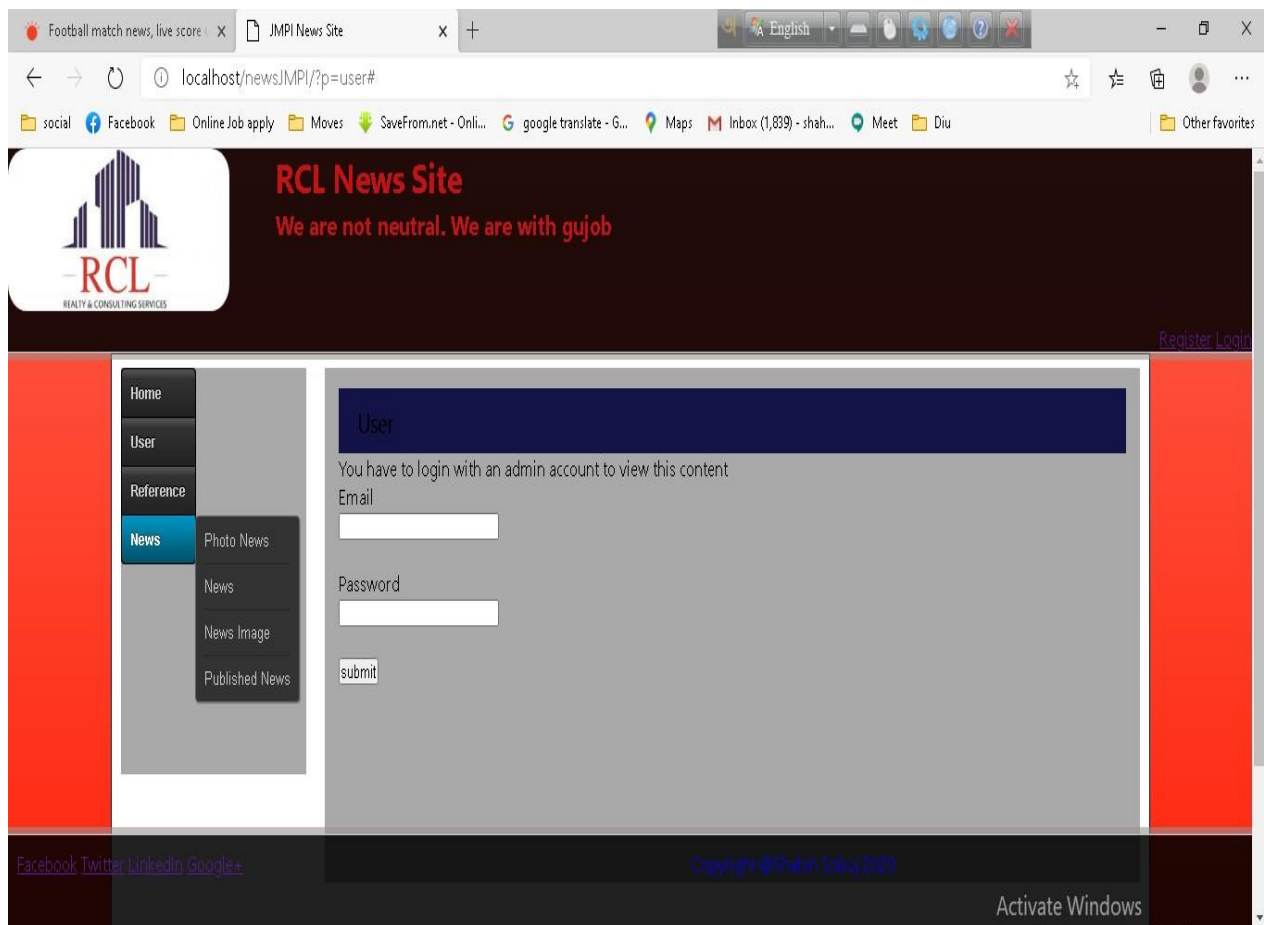 Football match news, live score
JMPI News Site
English
localhost/newsJMPI/?p=user#
social Facebook Online Job apply Moves SaveFrom.net - Onli... google translate - G... Maps Inbox (1,839) - shah... Meet Diu Other favorites
RCL
REALTY & CONSULTING SERVICES
RCL News Site
We are not neutral. We are with gujob
Register Login
Home
User
Reference
News
Photo News
News
News Image
Published News
User
You have to login with an admin account to view this content
Email
Password
submit
Facebook Twitter LinkedIn Google+
Copyright @Shahin
Activate Windows